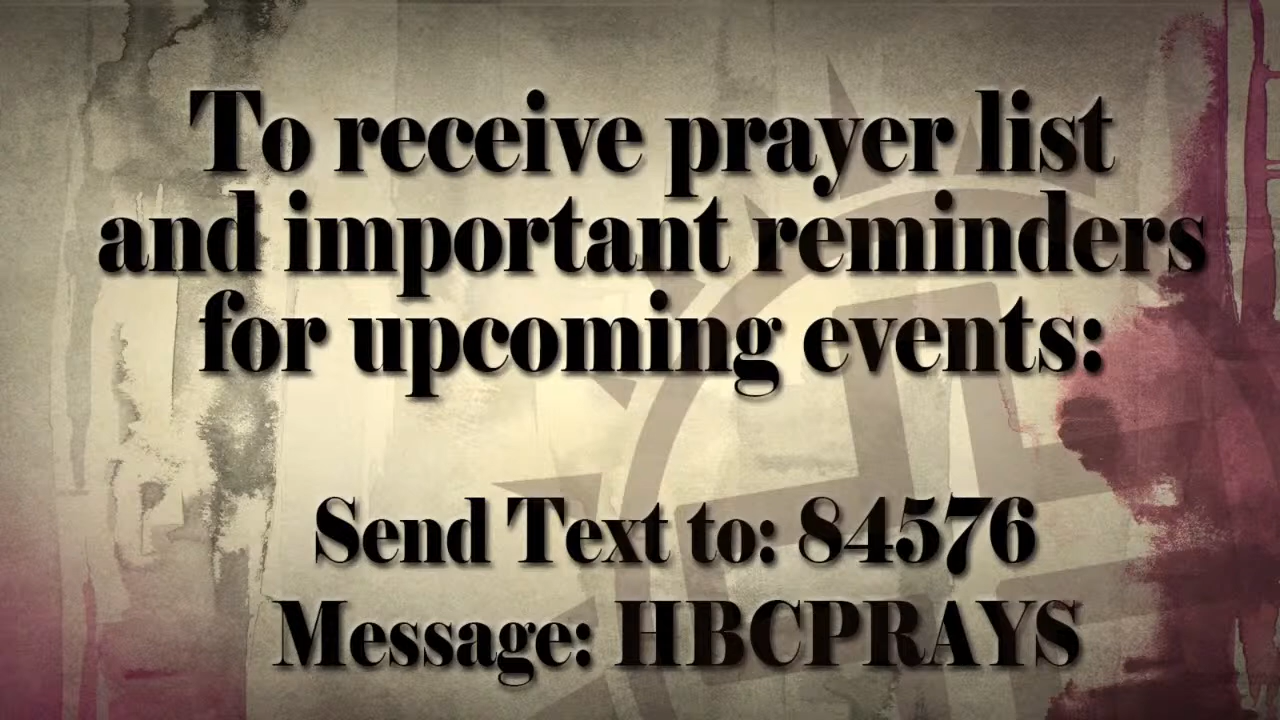 To receive prayer list
and important reminders
for upcoming events:
Send Text to: 84576
Message: HBCPRAYS